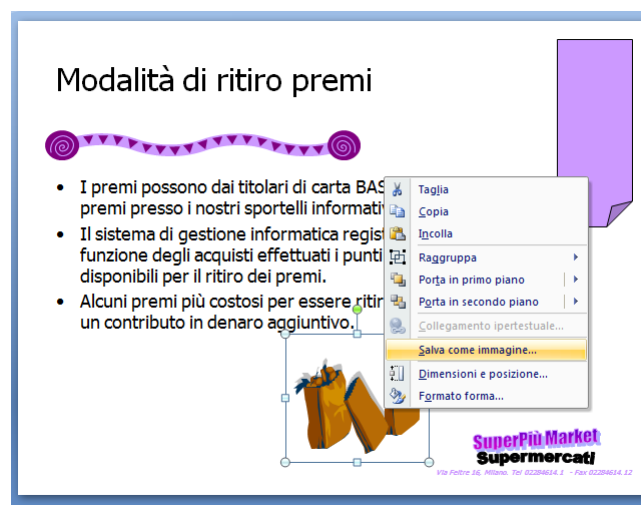 Modalità di ritiro premi
• I premi possono dai titolari di carta BAS
premi presso i nostri sportelli informativ
• Il sistema di gestione informatica regist
funzione degli acquisti effettuati i punti
disponibili per il ritiro dei premi.
• Alcuni premi più costosi per essere ritir
un contributo in denaro aggiuntivo.
Taglia
Copia
Incolla
Raggruppa
Porta in primo piano
Porta in secondo piano
Collegamento ipertestuale...
Salva come immagine...
Dimensioni e posizione...
Formato forma...
SuperPiù Market
Supermercati
Via Feltre 16, Milano. Tel 02284614.1 - Fax 02284614.12